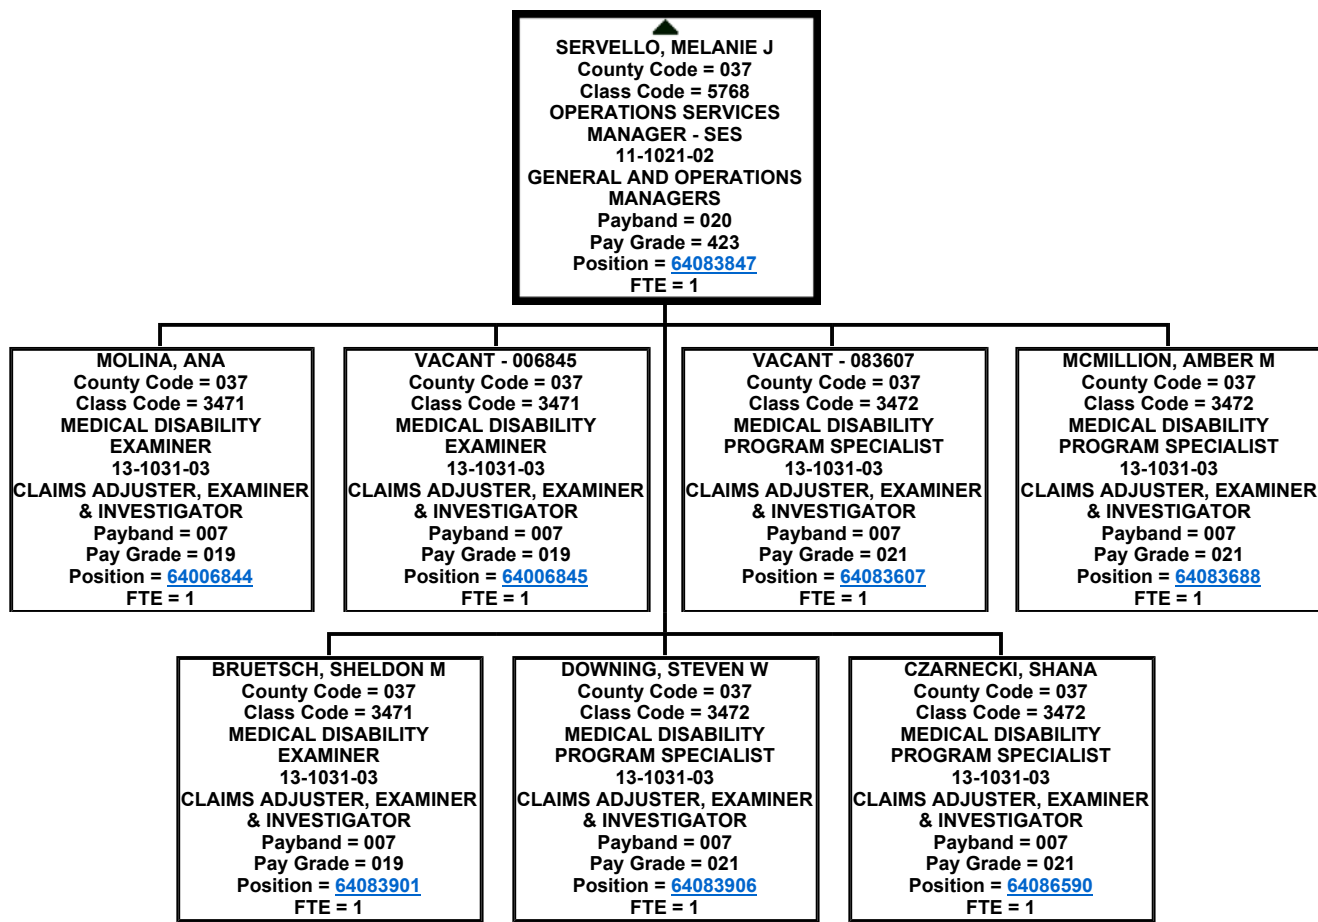 SERVELLO, MELANIE J
County Code = 037
Class Code = 5768
OPERATIONS SERVICES
MANAGER - SES
11-1021-02
GENERAL AND OPERATIONS
MANAGERS
Payband = 020
Pay Grade = 423
Position = 64083847
FTE = 1
MOLINA, ANA
County Code = 037
Class Code = 3471
MEDICAL DISABILITY
EXAMINER
13-1031-03
CLAIMS ADJUSTER, EXAMINER
& INVESTIGATOR
Payband = 007
Pay Grade = 019
Position = 64006844
FTE = 1
VACANT - 006845
County Code = 037
Class Code = 3471
MEDICAL DISABILITY
EXAMINER
13-1031-03
CLAIMS ADJUSTER, EXAMINER
& INVESTIGATOR
Payband = 007
Pay Grade = 019
Position = 64006845
FTE = 1
VACANT - 083607
County Code = 037
Class Code = 3472
MEDICAL DISABILITY
PROGRAM SPECIALIST
13-1031-03
CLAIMS ADJUSTER, EXAMINER
& INVESTIGATOR
Payband = 007
Pay Grade = 021
Position = 64083607
FTE = 1
MCMILLION, AMBER M
County Code = 037
Class Code = 3472
MEDICAL DISABILITY
PROGRAM SPECIALIST
13-1031-03
CLAIMS ADJUSTER, EXAMINER
& INVESTIGATOR
Payband = 007
Pay Grade = 021
Position = 64083688
FTE = 1
BRUETSCH, SHELDON M
County Code = 037
Class Code = 3471
MEDICAL DISABILITY
EXAMINER
13-1031-03
CLAIMS ADJUSTER, EXAMINER
& INVESTIGATOR
Payband = 007
Pay Grade = 019
Position = 64083901
FTE = 1
DOWNING, STEVEN W
County Code = 037
Class Code = 3472
MEDICAL DISABILITY
PROGRAM SPECIALIST
13-1031-03
CLAIMS ADJUSTER, EXAMINER
& INVESTIGATOR
Payband = 007
Pay Grade = 021
Position = 64083906
FTE = 1
CZARNECKI, SHANA
County Code = 037
Class Code = 3472
MEDICAL DISABILITY
PROGRAM SPECIALIST
13-1031-03
CLAIMS ADJUSTER, EXAMINER
& INVESTIGATOR
Payband = 007
Pay Grade = 021
Position = 64086590
FTE = 1